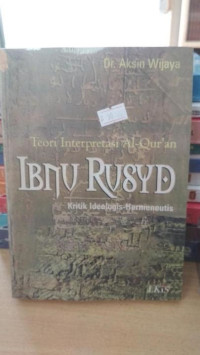 Dr. Aksin Wijaya
Teori Interpretasi Al-Qur'an
IBNU RUSYD
Kritik Ideologis-Hermeneutis
LKiS